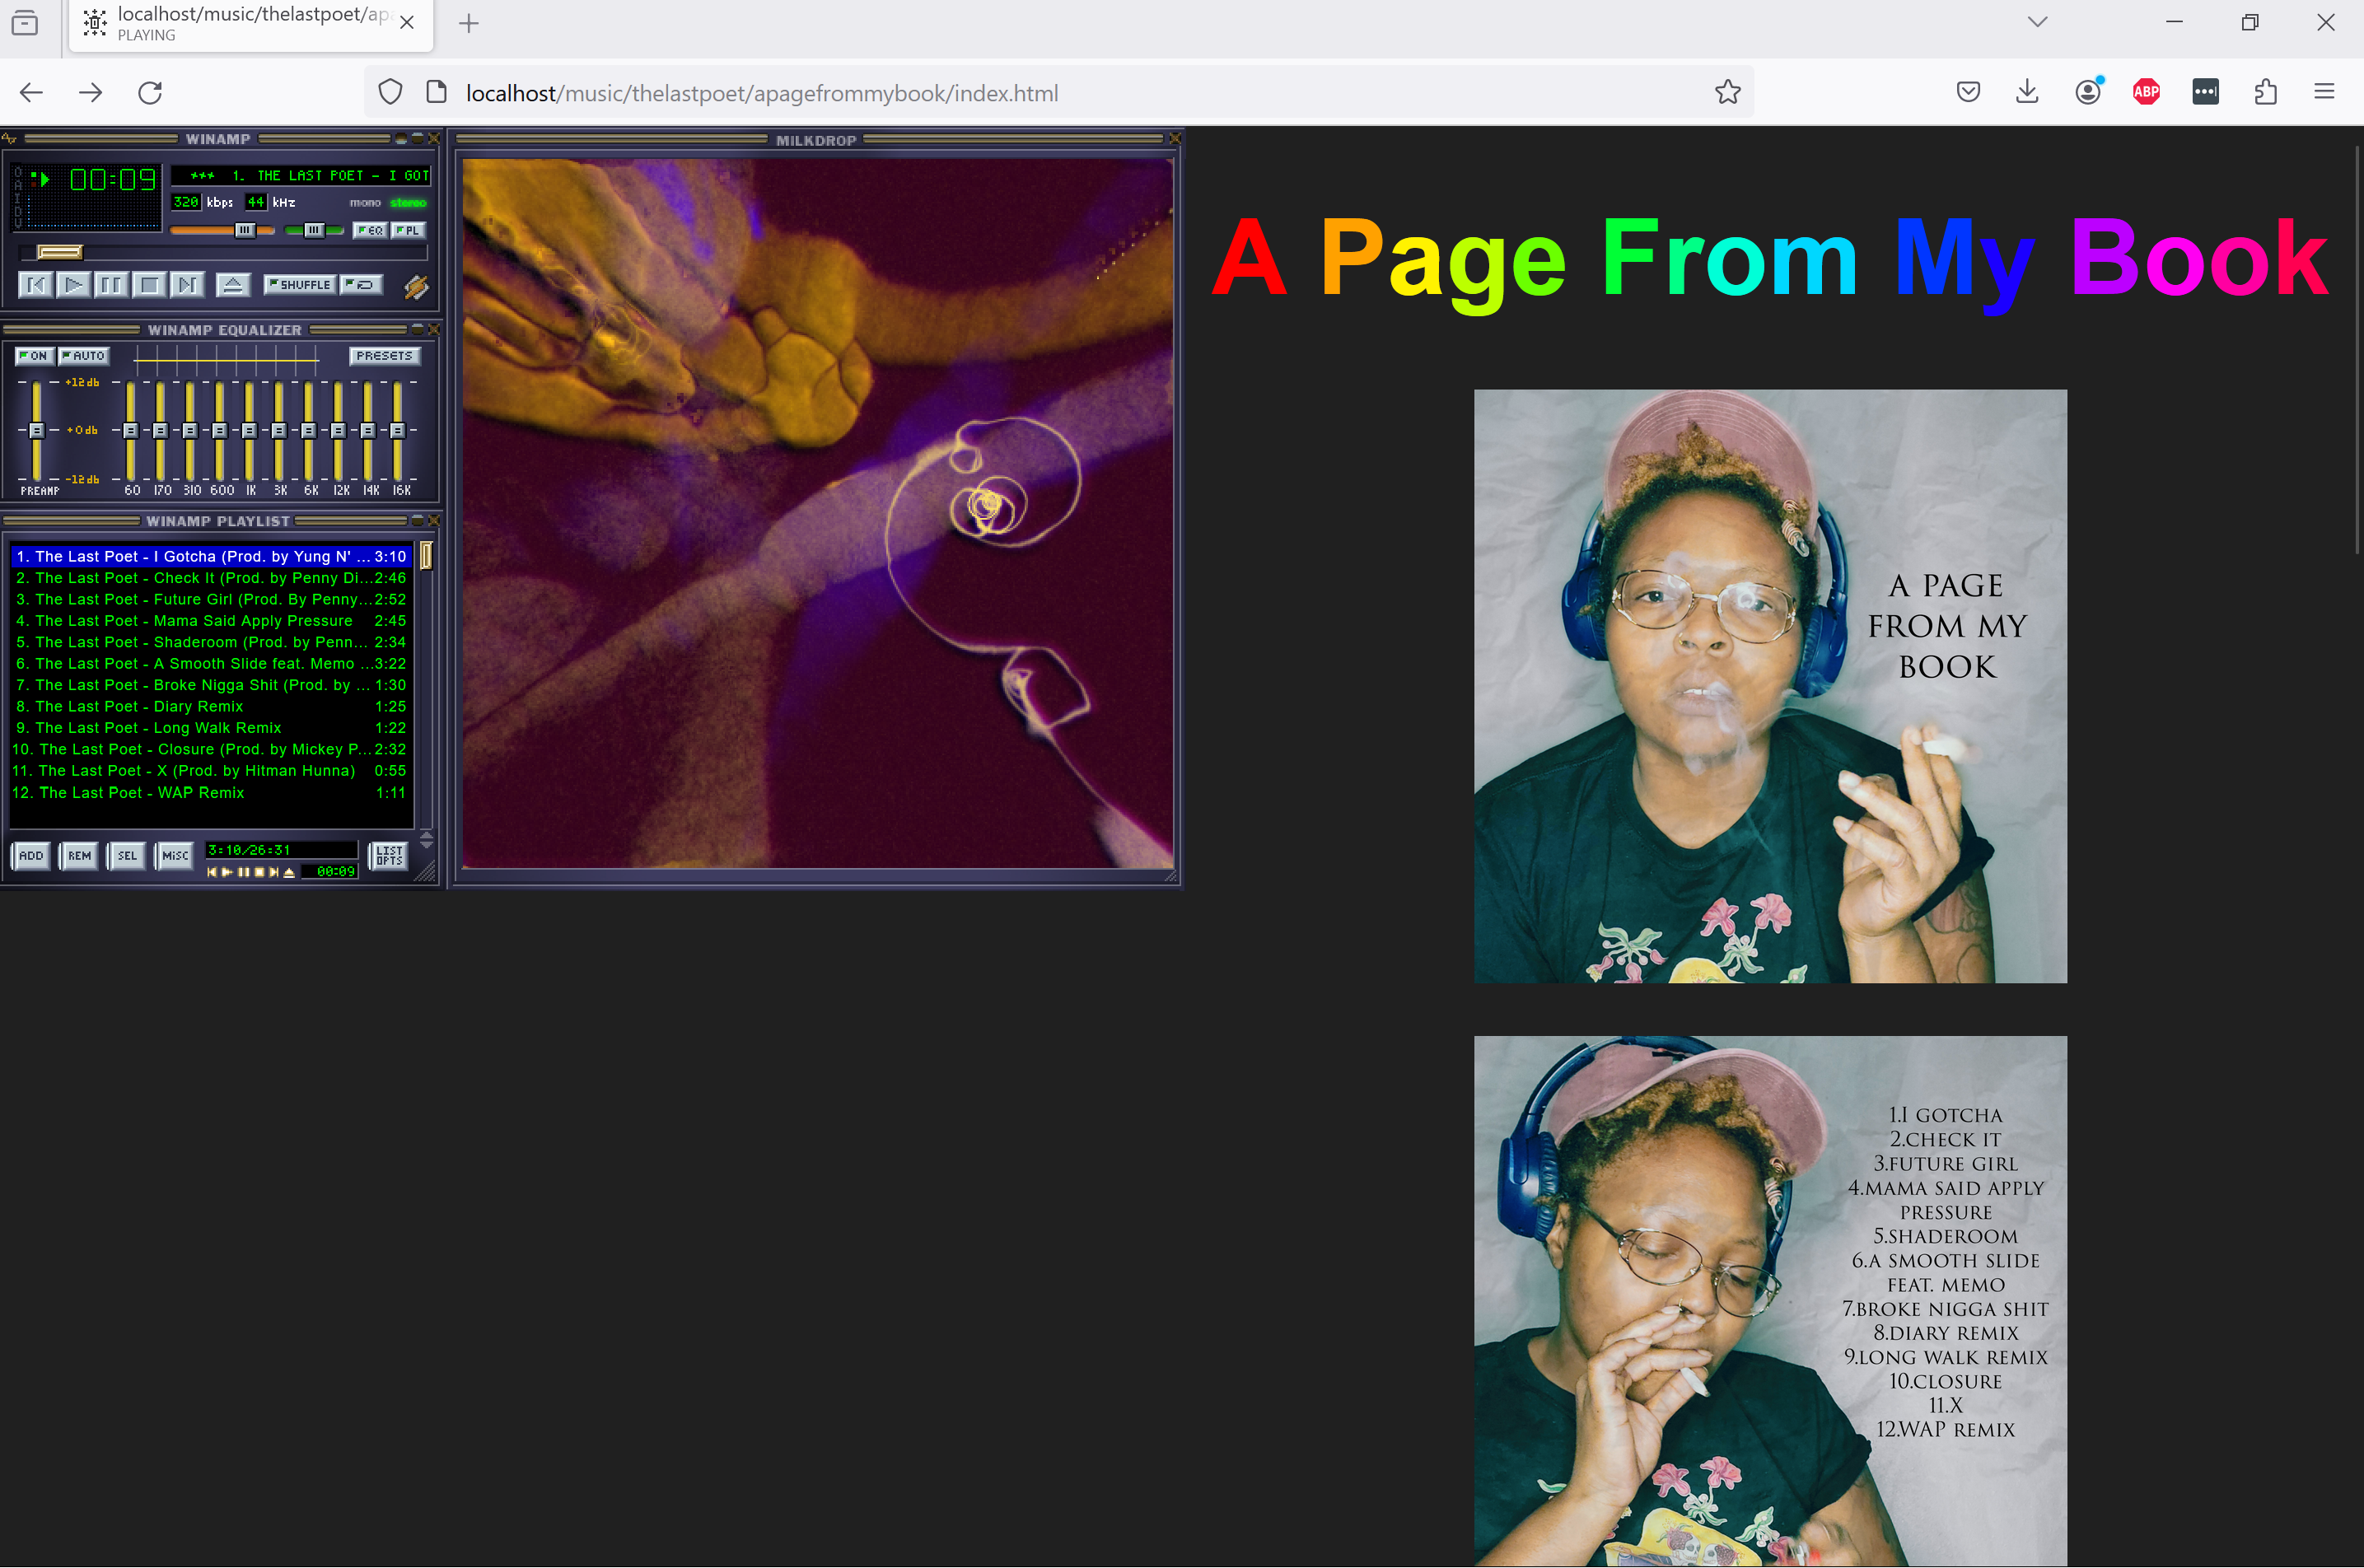 localhost/music/thelastpoet/ap
PLAYING
localhost/music/thelastpoet/apagefrommybook/index.html
ABP
WINAMP
OAIDV
00:09
*** 1. THE LAST POET - I GOT
320 kbps 44 kHz mono stereo
EQ PL
SHUFFLE
WINAMP EQUALIZER
ON AUTO PRESETS
+12db
+0db
-12db
PREAMP 60 170 310 600 1K 3K 6K 12K 14K 16K
WINAMP PLAYLIST
1. The Last Poet - I Gotcha (Prod. by Yung N' ... 3:10
2. The Last Poet - Check It (Prod. by Penny Di... 2:46
3. The Last Poet - Future Girl (Prod. By Penny... 2:52
4. The Last Poet - Mama Said Apply Pressure 2:45
5. The Last Poet - Shaderoom (Prod. by Penn... 2:34
6. The Last Poet - A Smooth Slide feat. Memo ... 3:22
7. The Last Poet - Broke Nigga Shit (Prod. by ... 1:30
8. The Last Poet - Diary Remix 1:25
9. The Last Poet - Long Walk Remix 1:22
10. The Last Poet - Closure (Prod. by Mickey P... 2:32
11. The Last Poet - X (Prod. by Hitman Hunna) 0:55
12. The Last Poet - WAP Remix 1:11
ADD REM SEL MISC 3:10/26:31 LIST OPTS
00:09
MILKDROP
A Page From My Book
A PAGE
FROM MY
BOOK
1.I GOTCHA
2.CHECK IT
3.FUTURE GIRL
4.MAMA SAID APPLY
PRESSURE
5.SHADEROOM
6.A SMOOTH SLIDE
FEAT. MEMO
7.BROKE NIGGA SHIT
8.DIARY REMIX
9.LONG WALK REMIX
10.CLOSURE
11.X
12.WAP REMIX